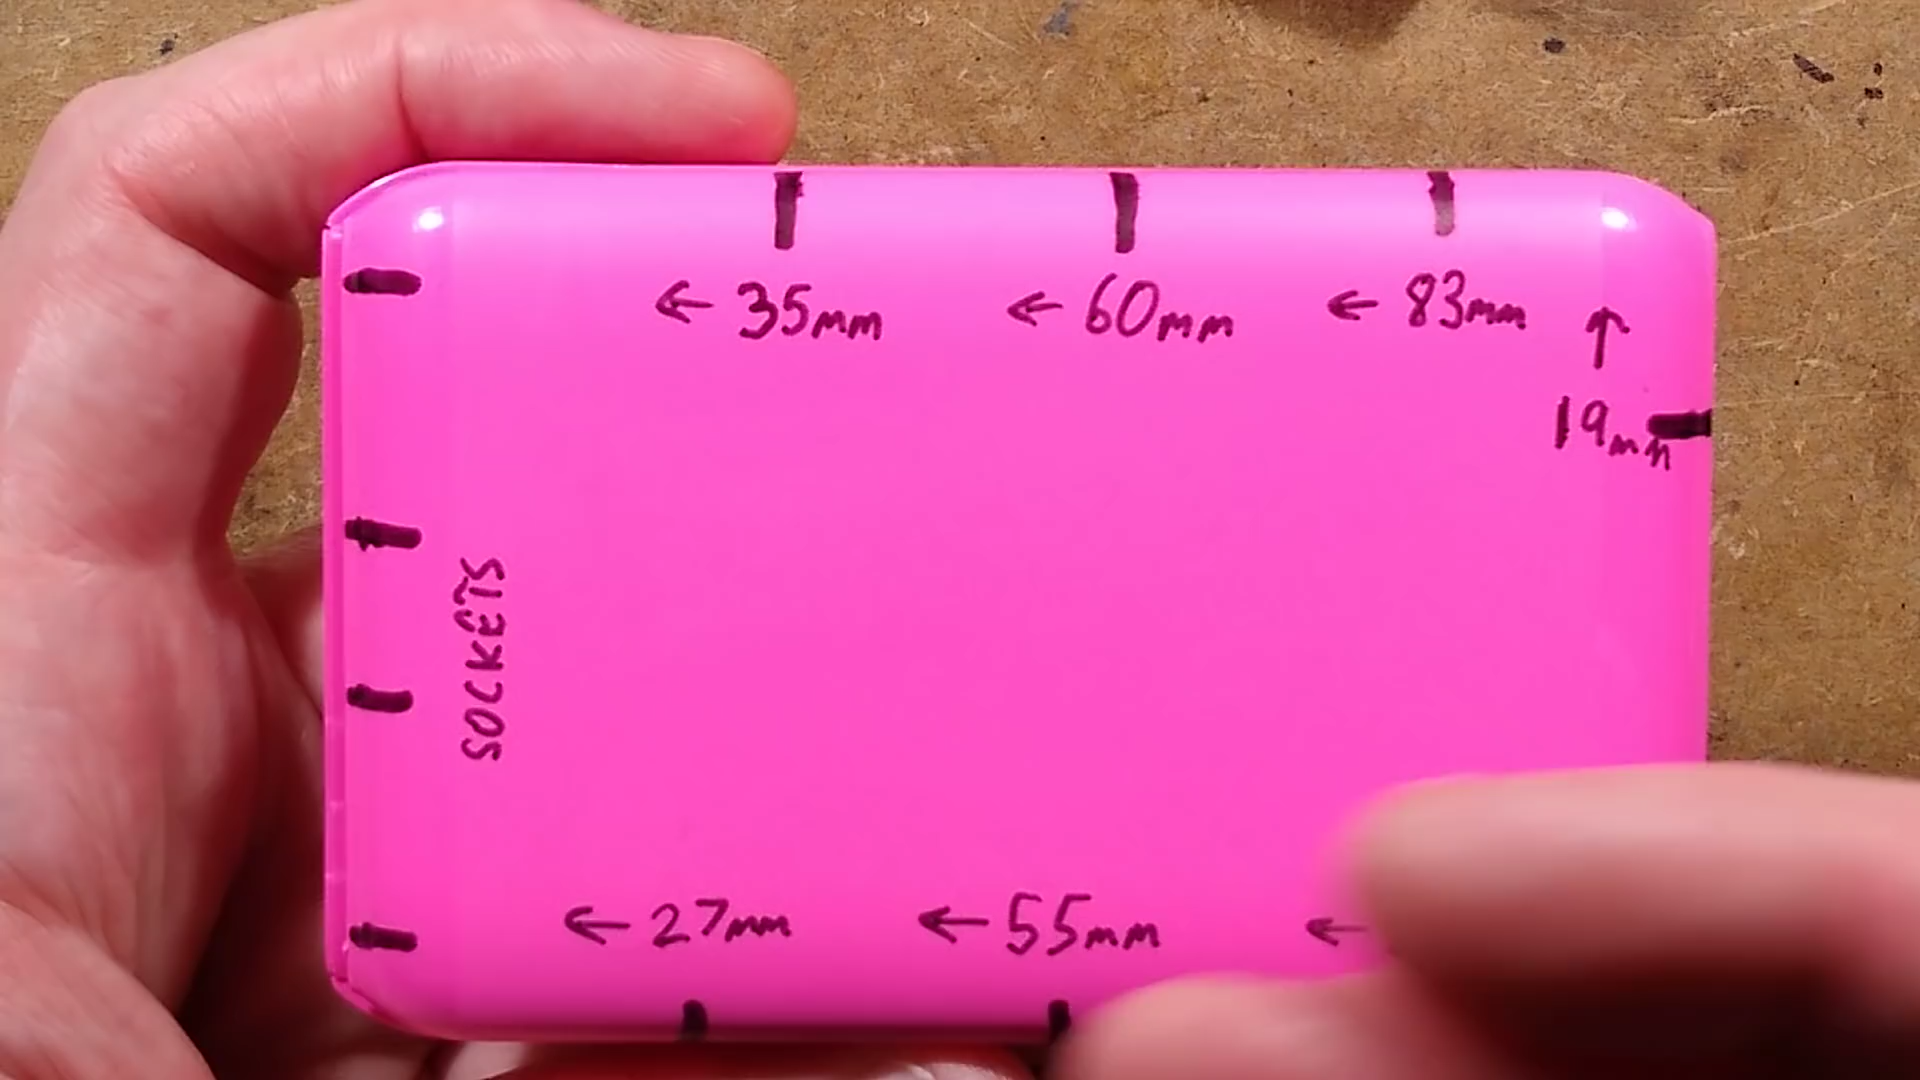 ← 35mm ← 60mm ← 83mm
↑
19mm
SOCKETS
← 27mm ← 55mm ←